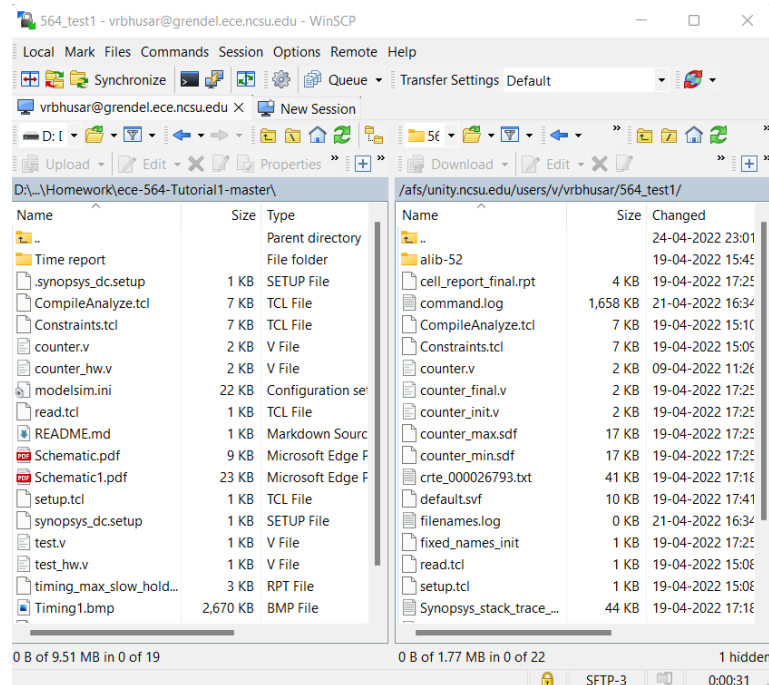 564_test1 - vrbhusar@grendel.ece.ncsu.edu - WinSCP
Local Mark Files Commands Session Options Remote Help
Synchronize Queue Transfer Settings Default
vrbhusar@grendel.ece.ncsu.edu × New Session
D: [ 56
Upload Edit Properties » Download Edit »
D:\...\Homework\ece-564-Tutorial1-master\ /afs/unity.ncsu.edu/users/v/vrbhusar/564_test1/
Name Size Type Name Size Changed
.. Parent directory .. 24-04-2022 23:01
Time report File folder alib-52 19-04-2022 15:45
.synopsys_dc.setup 1 KB SETUP File cell_report_final.rpt 4 KB 19-04-2022 17:25
CompileAnalyze.tcl 7 KB TCL File command.log 1,658 KB 21-04-2022 16:34
Constraints.tcl 7 KB TCL File CompileAnalyze.tcl 7 KB 19-04-2022 15:10
counter.v 2 KB V File Constraints.tcl 7 KB 19-04-2022 15:09
counter_hw.v 2 KB V File counter.v 2 KB 09-04-2022 11:26
modelsim.ini 22 KB Configuration set counter_final.v 2 KB 19-04-2022 17:25
read.tcl 1 KB TCL File counter_init.v 2 KB 19-04-2022 17:25
README.md 1 KB Markdown Sourc counter_max.sdf 17 KB 19-04-2022 17:25
Schematic.pdf 9 KB Microsoft Edge P counter_min.sdf 17 KB 19-04-2022 17:25
Schematic1.pdf 23 KB Microsoft Edge P crte_000026793.txt 41 KB 19-04-2022 17:18
setup.tcl 1 KB TCL File default.svf 10 KB 19-04-2022 17:41
synopsys_dc.setup 1 KB SETUP File filenames.log 0 KB 21-04-2022 16:34
test.v 1 KB V File fixed_names_init 1 KB 19-04-2022 17:25
test_hw.v 1 KB V File read.tcl 1 KB 19-04-2022 15:08
timing_max_slow_hold... 3 KB RPT File setup.tcl 1 KB 19-04-2022 15:08
Timing1.bmp 2,670 KB BMP File Synopsys_stack_trace_... 44 KB 19-04-2022 17:18
0 B of 9.51 MB in 0 of 19 0 B of 1.77 MB in 0 of 22 1 hidden
SFTP-3 0:00:31